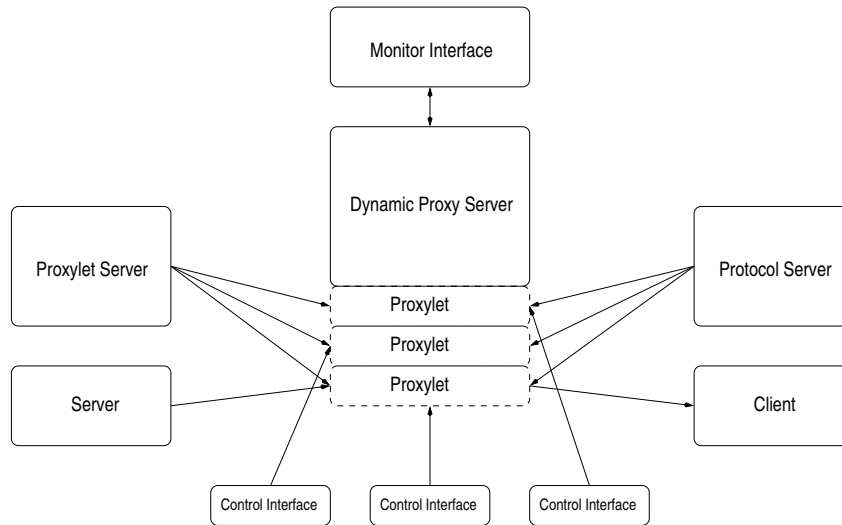 Monitor Interface
Dynamic Proxy Server
Proxylet Server
Protocol Server
Proxylet
Proxylet
Proxylet
Server
Client
Control Interface
Control Interface
Control Interface